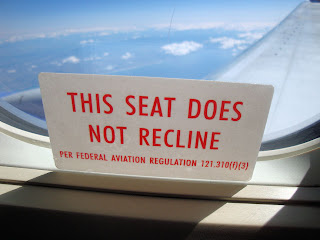 THIS SEAT DOES
NOT RECLINE
PER FEDERAL AVIATION REGULATION 121.310(f)(3)